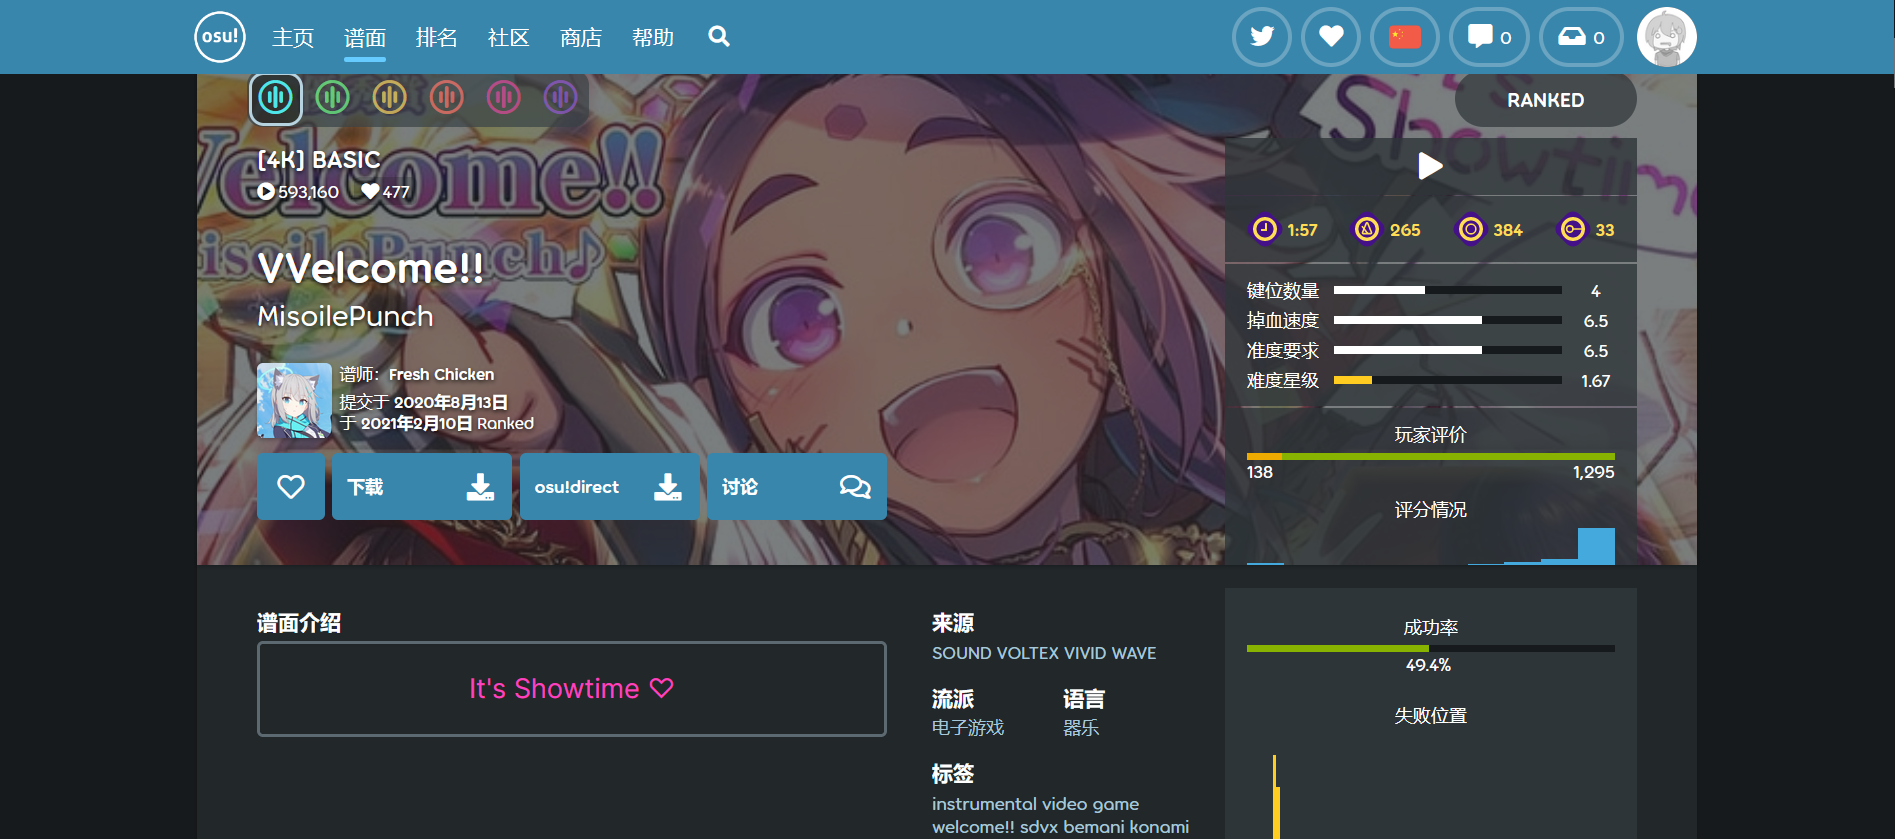 osu! 主页 谱面 排名 社区 商店 帮助 0 0
RANKED
[4K] BASIC
593,160 477
VVelcome!!
MisoilePunch
谱师：Fresh Chicken
提交于 2020年8月13日
于 2021年2月10日 Ranked
下载 osu!direct 讨论
1:57 265 384 33
键位数量 4
掉血速度 6.5
准度要求 6.5
难度星级 1.67
玩家评价
138 1,295
评分情况
Welcome!!
MisoilePunch♪
Showtime
谱面介绍
It's Showtime ♡
来源
SOUND VOLTEX VIVID WAVE
流派 语言
电子游戏 器乐
标签
instrumental video game
welcome!! sdvx bemani konami
成功率
49.4%
失败位置